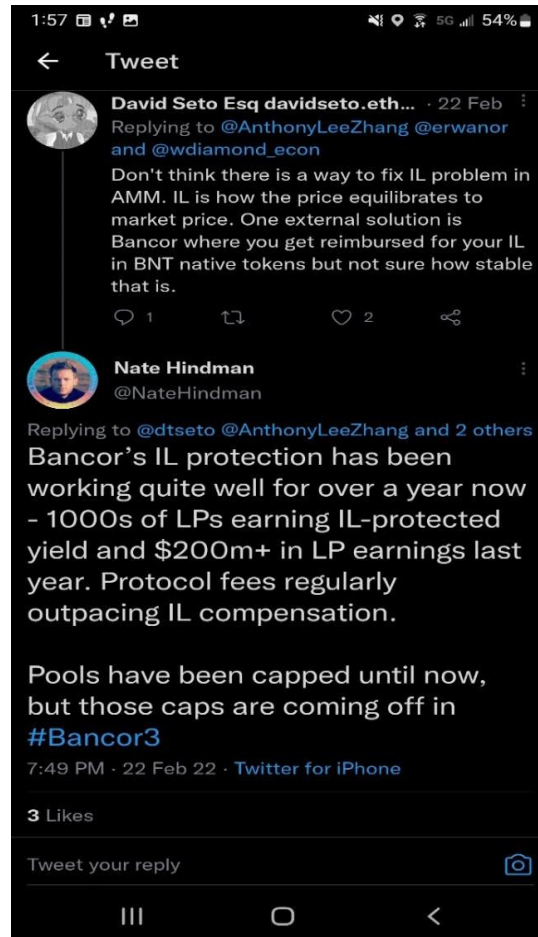 1:57 5G 54%
Tweet
David Seto Esq davidseto.eth... · 22 Feb
Replying to @AnthonyLeeZhang @erwanor
and @wdiamond_econ
Don't think there is a way to fix IL problem in
AMM. IL is how the price equilibrates to
market price. One external solution is
Bancor where you get reimbursed for your IL
in BNT native tokens but not sure how stable
that is.
1 2
Nate Hindman
@NateHindman
Replying to @dtseto @AnthonyLeeZhang and 2 others
Bancor's IL protection has been
working quite well for over a year now
- 1000s of LPs earning IL-protected
yield and $200m+ in LP earnings last
year. Protocol fees regularly
outpacing IL compensation.
Pools have been capped until now,
but those caps are coming off in
#Bancor3
7:49 PM · 22 Feb 22 · Twitter for iPhone
3 Likes
Tweet your reply